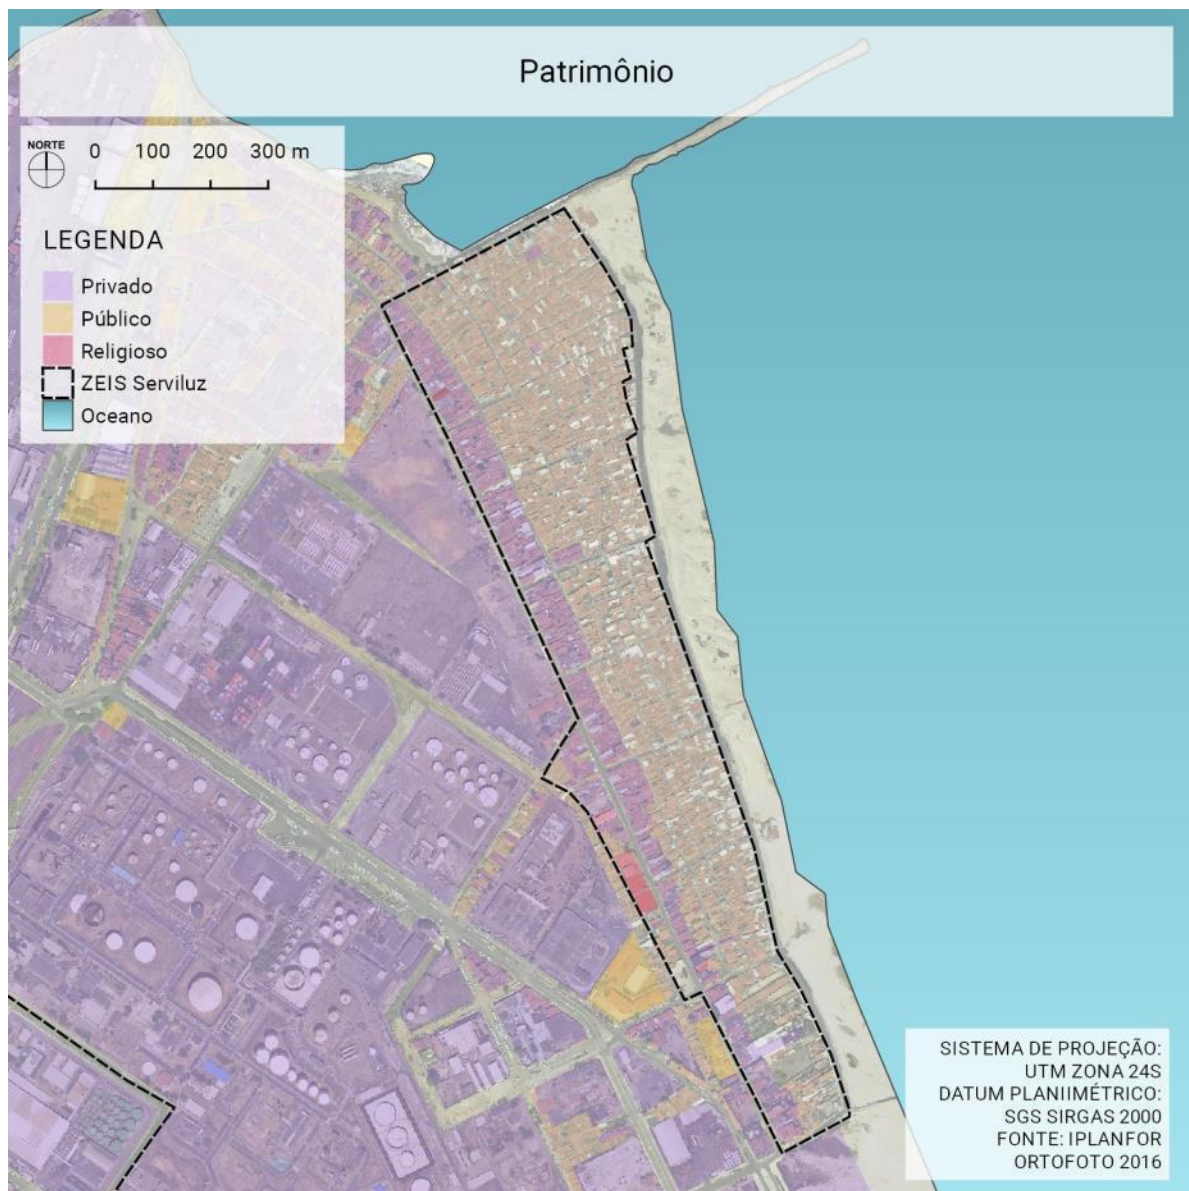 Patrimônio
NORTE
0 100 200 300 m
LEGENDA
Privado
Público
Religioso
ZEIS Serviluz
Oceano
SISTEMA DE PROJEÇÃO:
UTM ZONA 24S
DATUM PLANIIMÉTRICO:
SGS SIRGAS 2000
FONTE: IPLANFOR
ORTOFOTO 2016